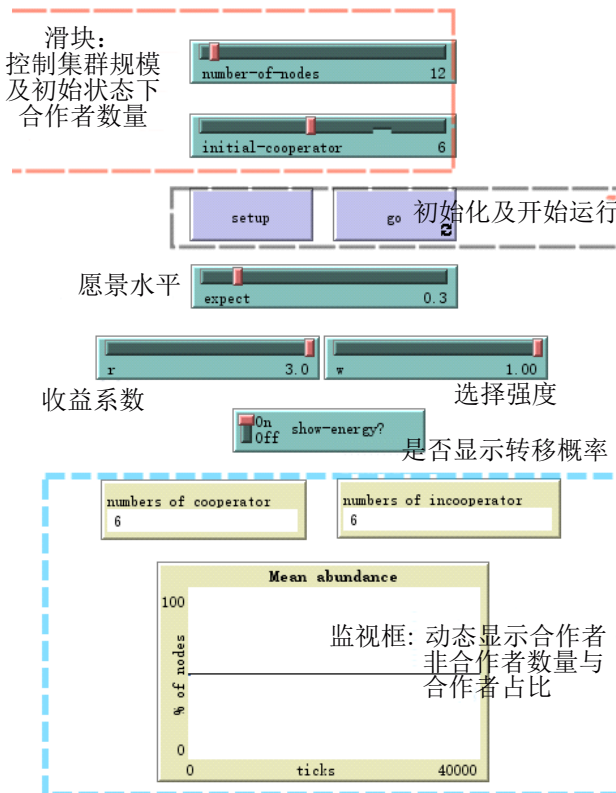 滑块：
控制集群规模
及初始状态下
合作者数量
number-of-nodes 12
initial-cooperator 6
setup
go
初始化及开始运行
愿景水平
expect 0.3
r 3.0
w 1.00
收益系数
选择强度
On
Off
show-energy?
是否显示转移概率
numbers of cooperator
6
numbers of incooperator
6
Mean abundance
100
% of nodes
0
监视框：动态显示合作者
非合作者数量与
合作者占比
0
ticks
40000